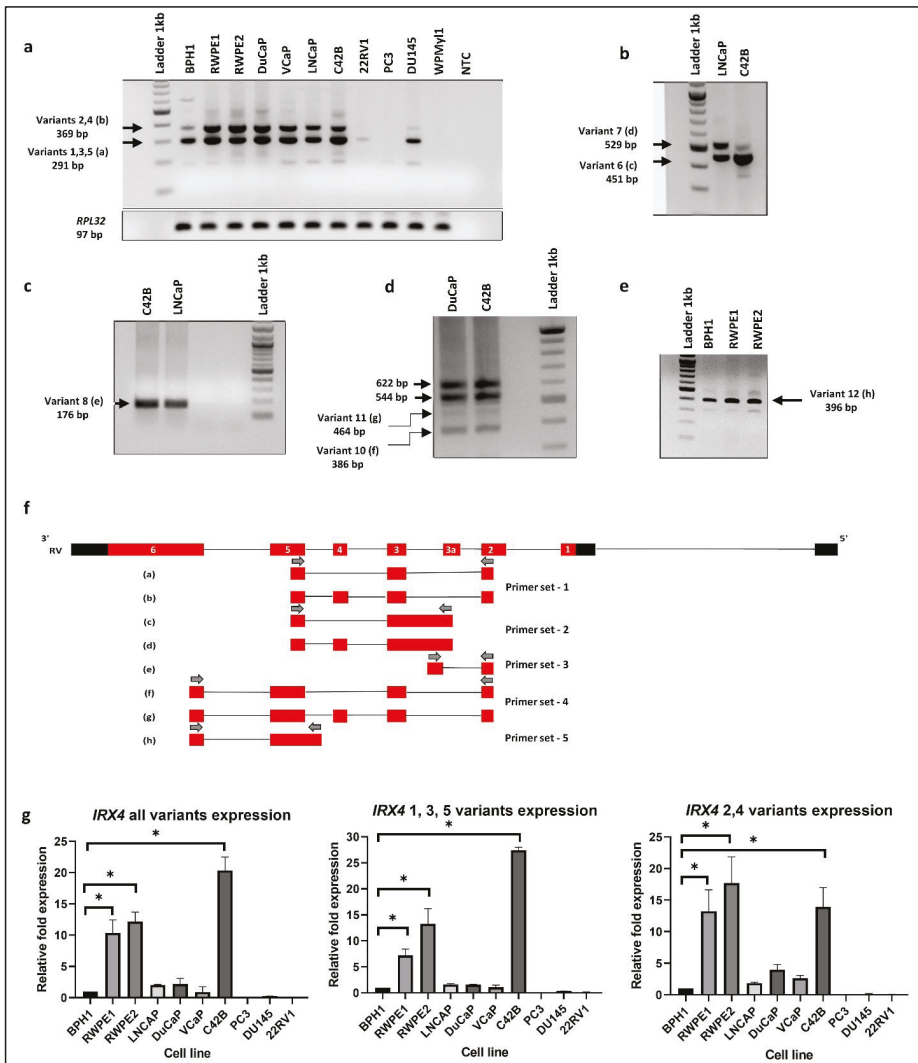 a
Ladder 1kb
BPH1
RWPE1
RWPE2
DuCaP
VCaP
LNCaP
C42B
22RV1
PC3
DU145
WPMyl1
NTC
Variants 2,4 (b)
369 bp
Variants 1,3,5 (a)
291 bp
RPL32
97 bp
b
Ladder 1kb
LNCaP
C42B
Variant 7 (d)
529 bp
Variant 6 (c)
451 bp
c
C42B
LNCaP
Ladder 1kb
Variant 8 (e)
176 bp
d
DuCaP
C42B
Ladder 1kb
622 bp
544 bp
Variant 11 (g)
464 bp
Variant 10 (f)
386 bp
e
Ladder 1kb
BPH1
RWPE1
RWPE2
Variant 12 (h)
396 bp
f
3' 5'
RV 6 5 4 3 3a 2 1
(a)
Primer set - 1
(b)
(c)
Primer set - 2
(d)
(e) Primer set - 3
(f)
Primer set - 4
(g)
(h) Primer set - 5
g
IRX4 all variants expression
*
*
*
Relative fold expression
25
20
15
10
5
0
BPH1
RWPE1
RWPE2
LNCAP
DuCaP
VCaP
C42B
PC3
DU145
22RV1
Cell line
IRX4 1, 3, 5 variants expression
*
*
*
Relative fold expression
30
25
20
15
10
5
0
BPH1
RWPE1
RWPE2
LNCAP
DuCaP
VCaP
C42B
PC3
DU145
22RV1
Cell line
IRX4 2,4 variants expression
*
*
*
Relative fold expression
25
20
15
10
5
0
BPH1
RWPE1
RWPE2
LNCAP
DuCaP
VCaP
C42B
PC3
DU145
22RV1
Cell line